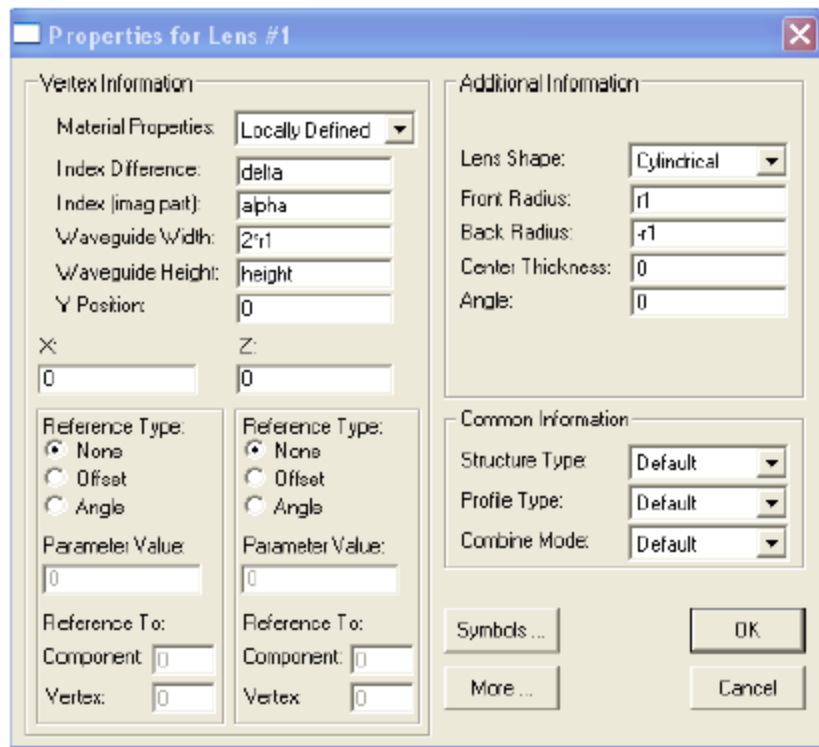 Properties for Lens #1
Vertex Information
Material Properties: Locally Defined
Index Difference: delta
Index (imag part): alpha
Waveguide Width: 2*r1
Waveguide Height: height
Y Position: 0
X: Z:
0 0
Reference Type: Reference Type:
None None
Offset Offset
Angle Angle
Parameter Value: Parameter Value:
0 0
Reference To: Reference To:
Component: 0 Component: 0
Vertex: 0 Vertex: 0
Additional Information
Lens Shape: Cylindrical
Front Radius: r1
Back Radius: -r1
Center Thickness: 0
Angle: 0
Common Information
Structure Type: Default
Profile Type: Default
Combine Mode: Default
Symbols ... OK
More ... Cancel